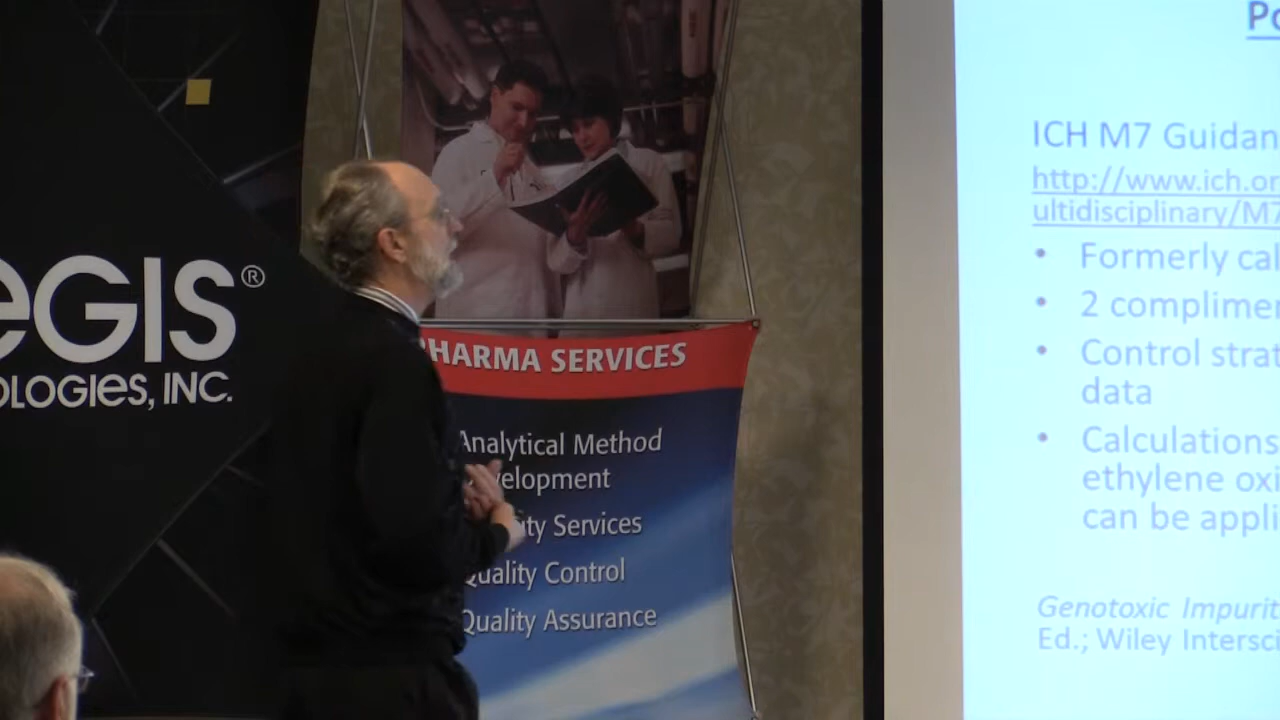 eGIS®
OLOGIES, INC.
HARMA SERVICES
Analytical Method
velopment
ty Services
Quality Control
Quality Assurance
Po
ICH M7 Guidan
http://www.ich.or
ultidisciplinary/M7
• Formerly cal
• 2 complimen
• Control strat
data
• Calculations
ethylene oxi
can be appli
Genotoxic Impurit
Ed.; Wiley Intersci